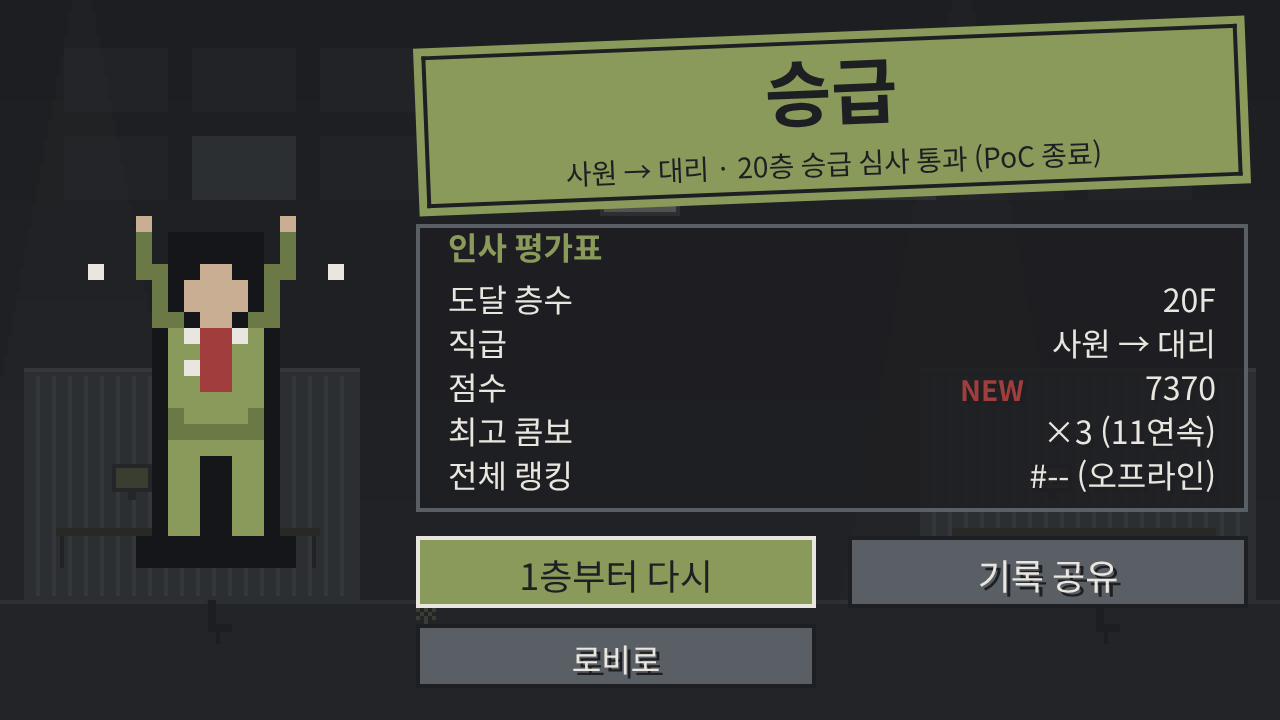 승급
사원 → 대리 · 20층 승급 심사 통과 (PoC 종료)
인사 평가표
도달 층수 20F
직급 사원 → 대리
점수 NEW 7370
최고 콤보 ×3 (11연속)
전체 랭킹 #-- (오프라인)
1층부터 다시 기록 공유
로비로